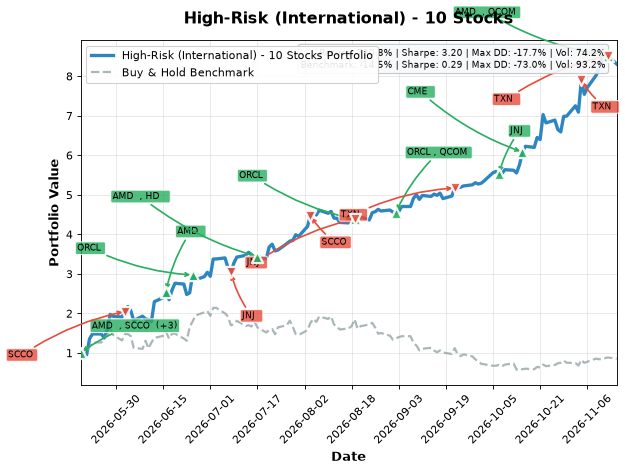 AMD , QCOM
High-Risk (International) - 10 Stocks
High-Risk (International) - 10 Stocks Portfolio
Buy & Hold Benchmark
8% | Sharpe: 3.20 | Max DD: -17.7% | Vol: 74.2%
5% | Sharpe: 0.29 | Max DD: -73.0% | Vol: 93.2%
CME
TXN
TXN
JNJ
ORCL , QCOM
ORCL
AMD , HD
AMD
ORCL
TXN
SCCO
JNJ
JNJ
AMD , SCCO (+3)
SCCO
Portfolio Value
8
7
6
5
4
3
2
1
2026-05-30
2026-06-15
2026-07-01
2026-07-17
2026-08-02
2026-08-18
2026-09-03
2026-09-19
2026-10-05
2026-10-21
2026-11-06
Date